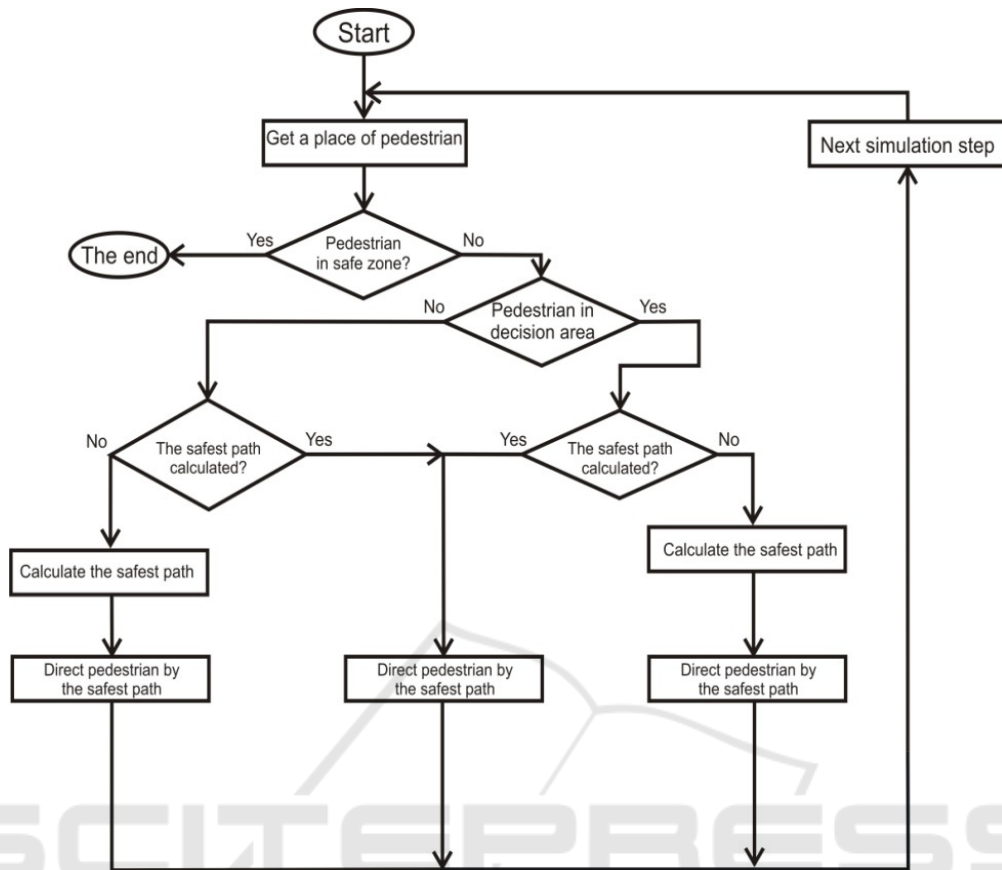 Start
Get a place of pedestrian
Next simulation step
The end
Yes
Pedestrian
in safe zone?
No
No
Pedestrian in
decision area
Yes
No
The safest path
calculated?
Yes
Yes
The safest path
calculated?
No
Calculate the safest path
Calculate the safest path
Direct pedestrian by
the safest path
Direct pedestrian by
the safest path
Direct pedestrian by
the safest path
SCITEPRESS